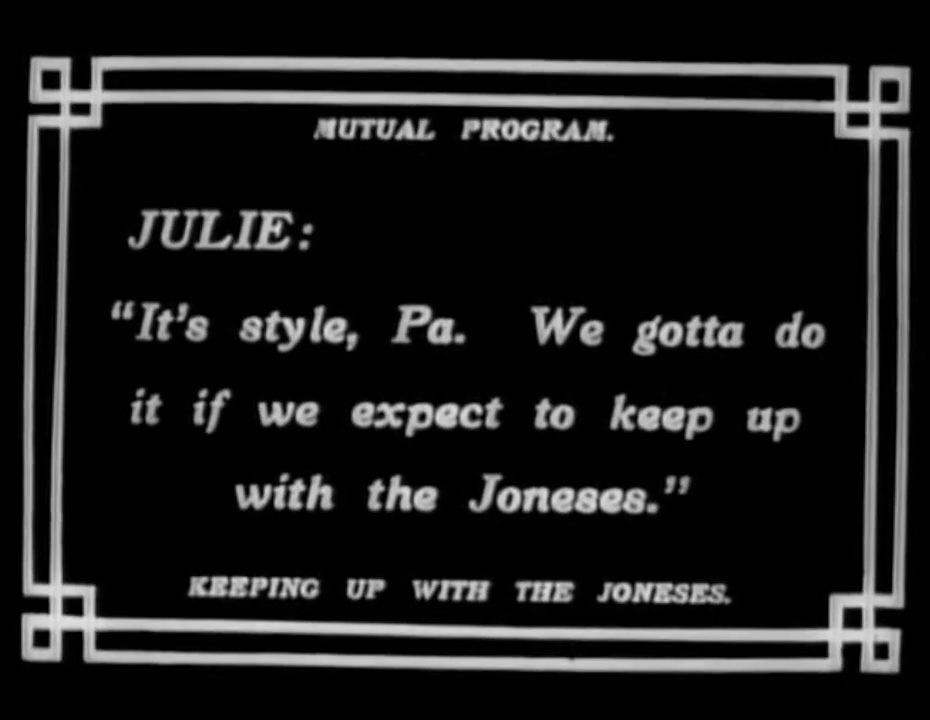 MUTUAL PROGRAM.
JULIE:
“It's style, Pa. We gotta do
it if we expect to keep up
with the Joneses.”
KEEPING UP WITH THE JONESES.